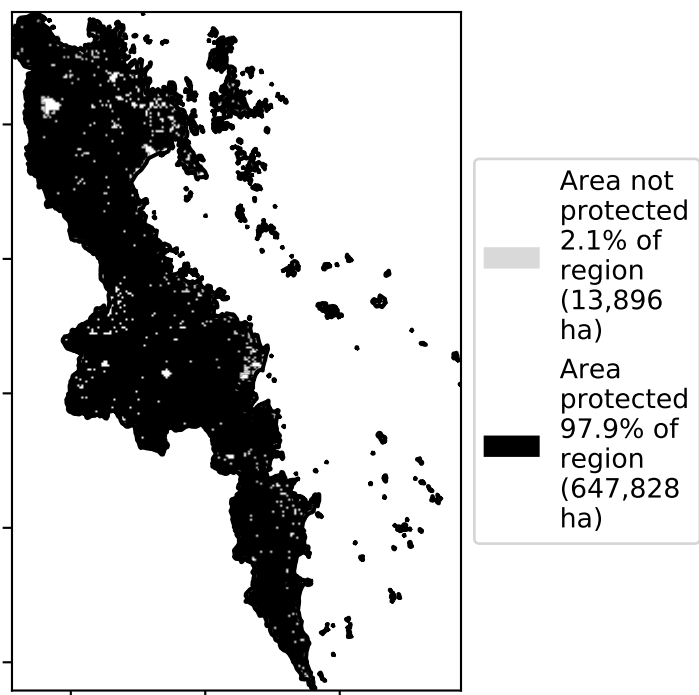 Area not
protected
2.1% of
region
(13,896
ha)
Area
protected
97.9% of
region
(647,828
ha)